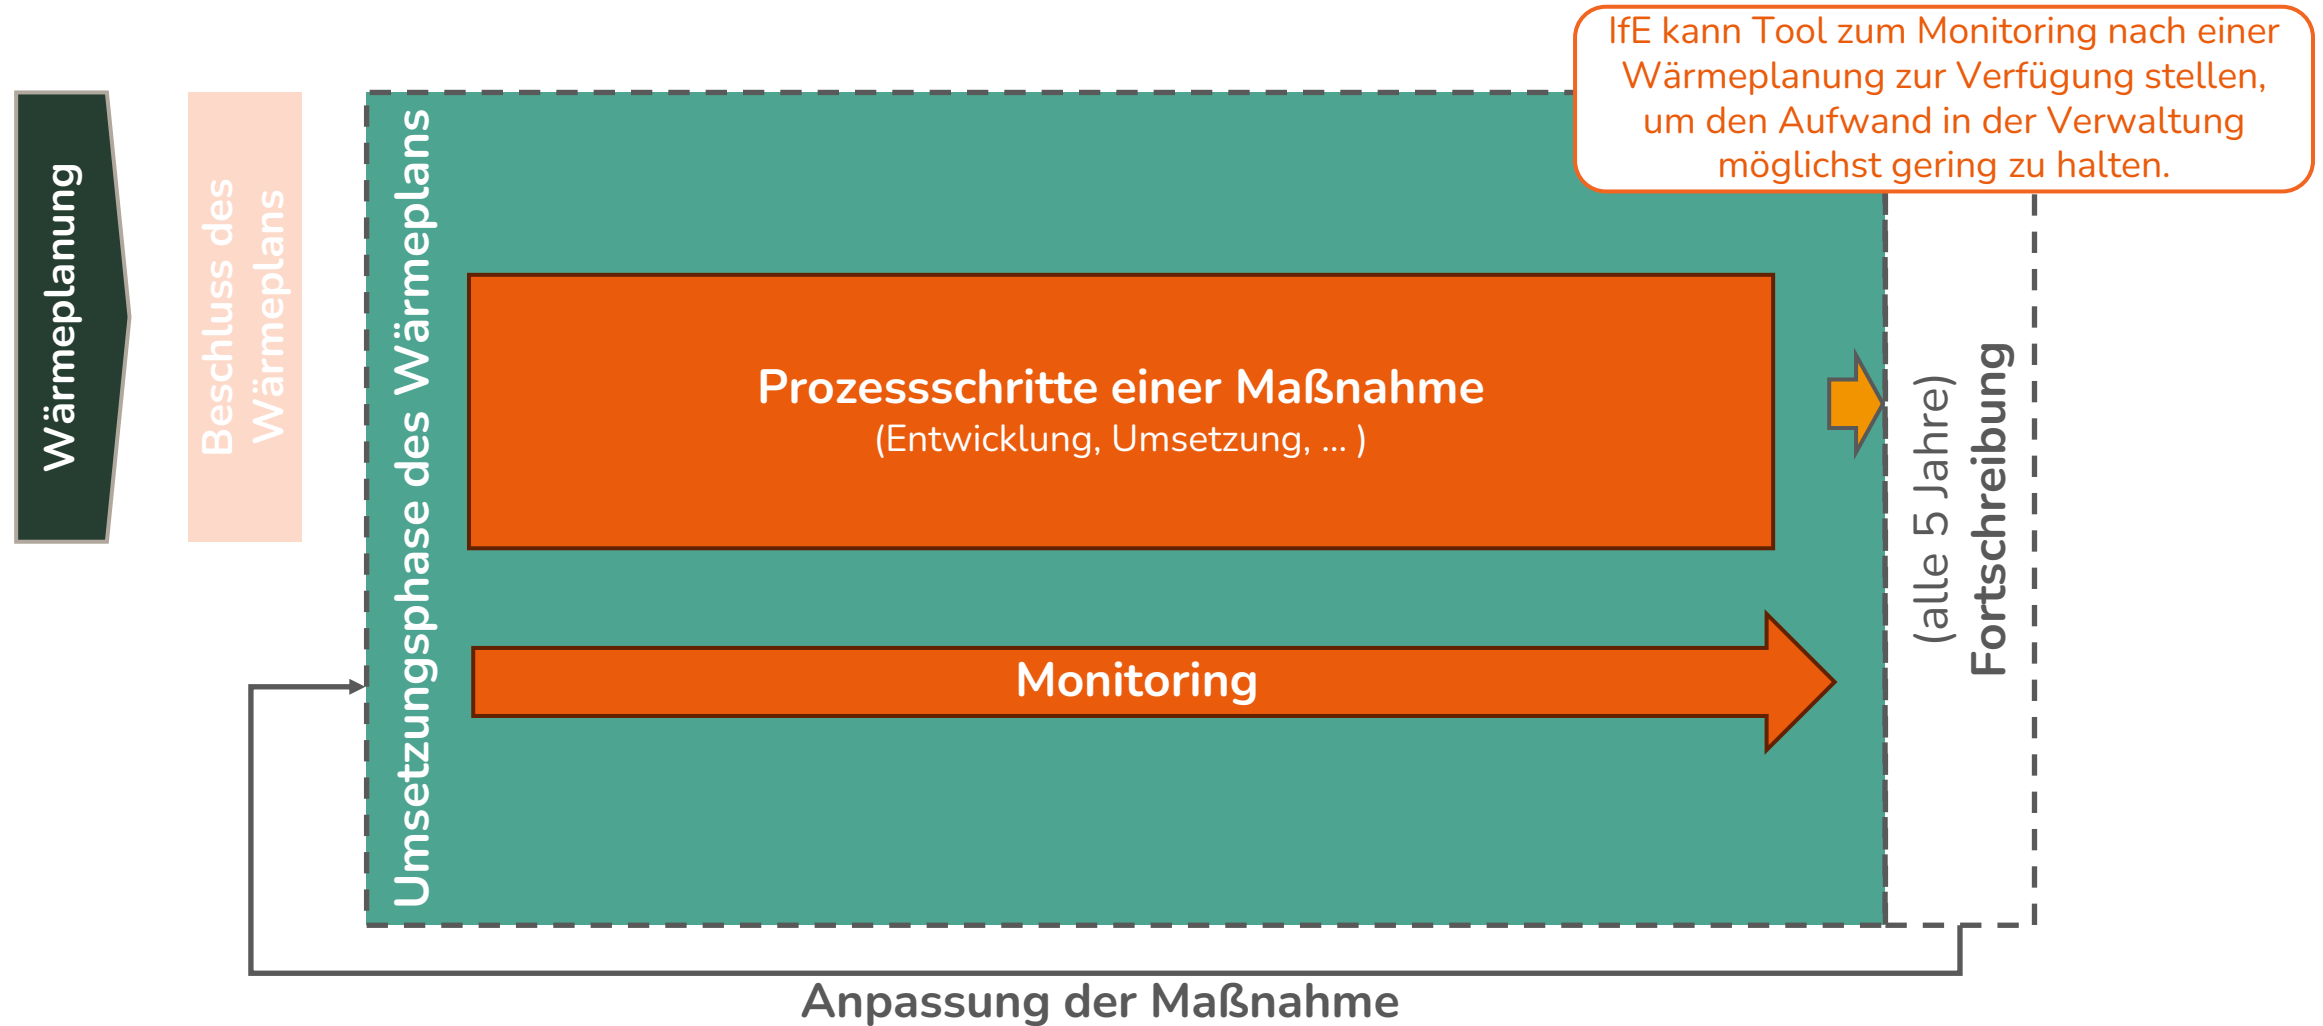 IfE kann Tool zum Monitoring nach einer
Wärmeplanung zur Verfügung stellen,
um den Aufwand in der Verwaltung
möglichst gering zu halten.
Wärmeplanung
Beschluss des
Wärmeplans
Umsetzungsphase des Wärmeplans
Prozessschritte einer Maßnahme
(Entwicklung, Umsetzung, ... )
Monitoring
(alle 5 Jahre)
Fortschreibung
Anpassung der Maßnahme